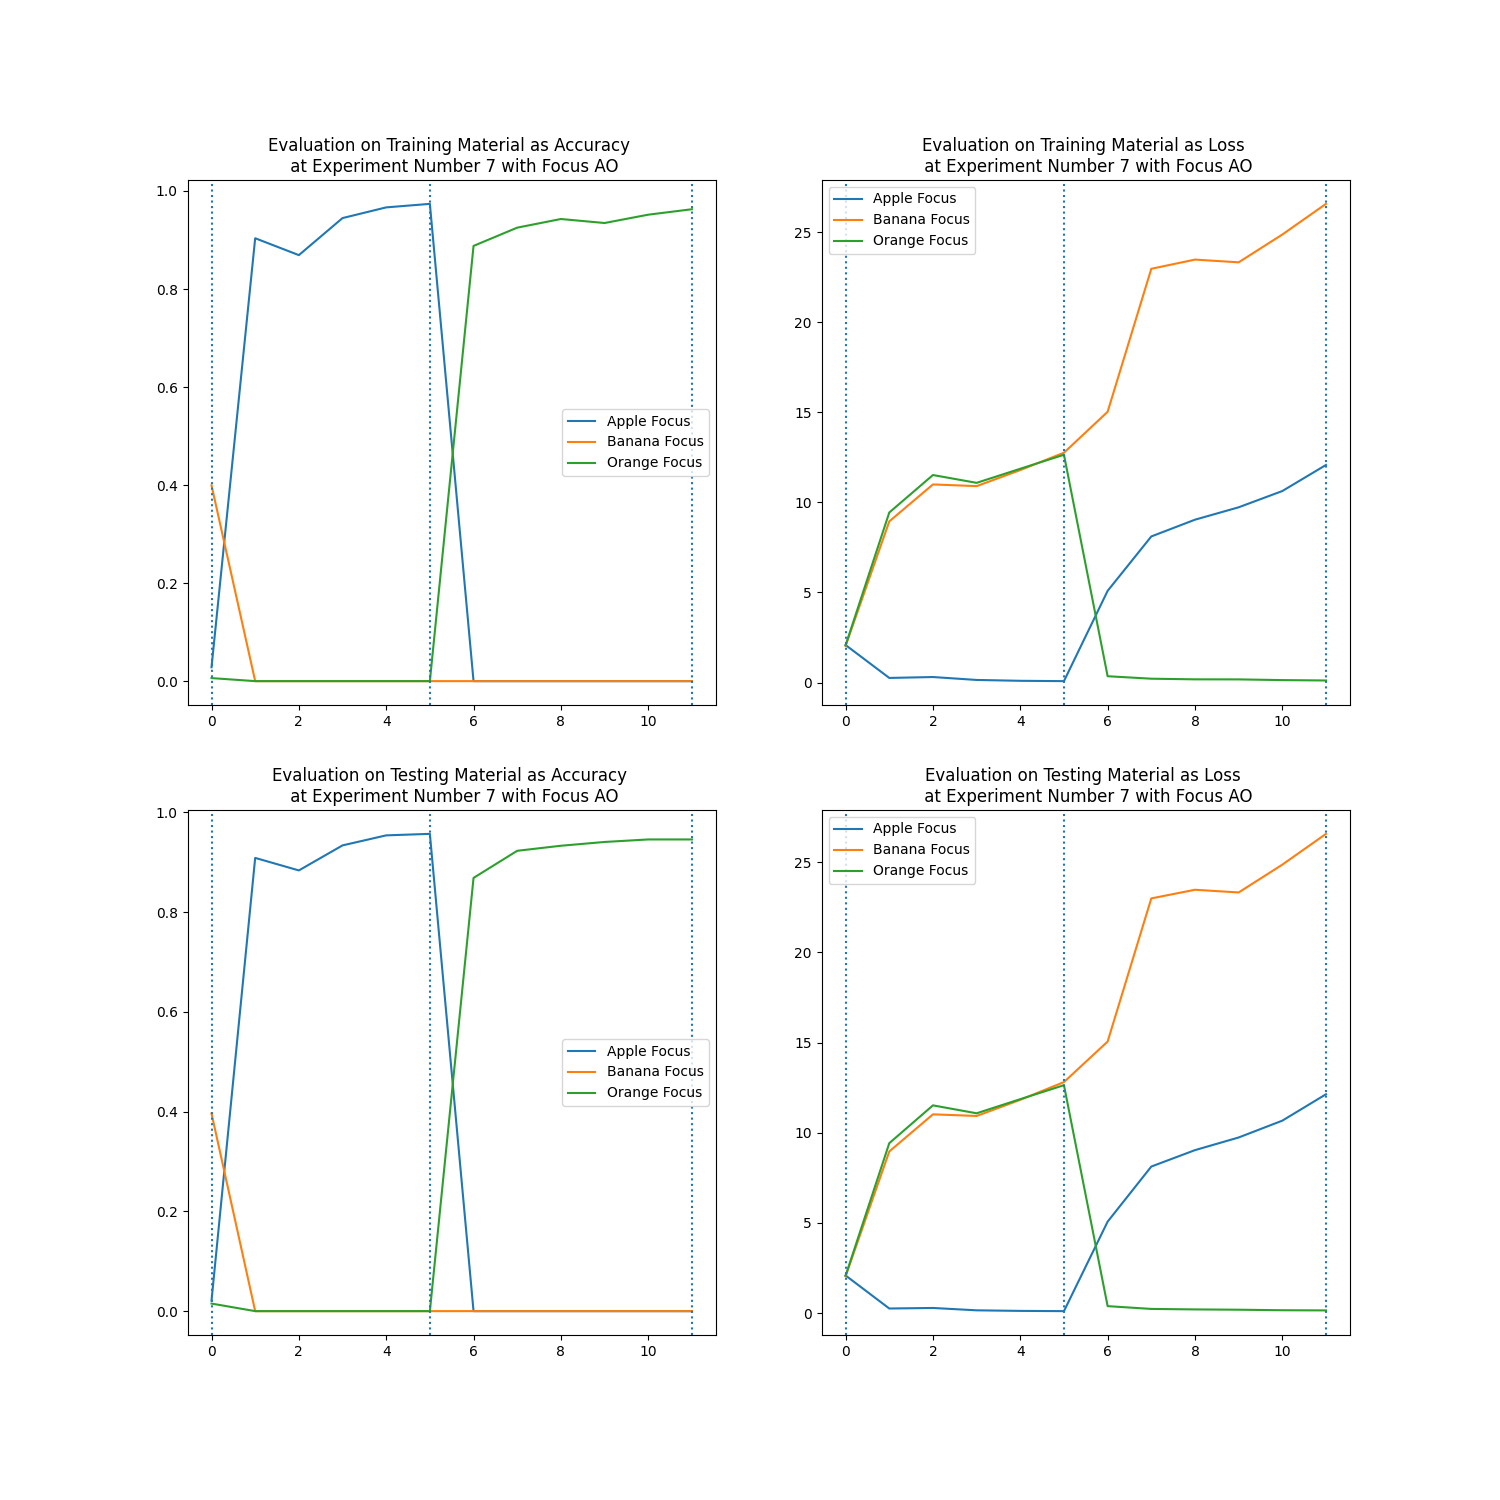 Evaluation on Training Material as Accuracy
at Experiment Number 7 with Focus AO
1.0
0.8
0.6
0.4
0.2
0.0
Apple Focus
Banana Focus
Orange Focus
0 2 4 6 8 10
Evaluation on Training Material as Loss
at Experiment Number 7 with Focus AO
Apple Focus
Banana Focus
Orange Focus
25
20
15
10
5
0
0 2 4 6 8 10
Evaluation on Testing Material as Accuracy
at Experiment Number 7 with Focus AO
1.0
0.8
0.6
0.4
0.2
0.0
Apple Focus
Banana Focus
Orange Focus
0 2 4 6 8 10
Evaluation on Testing Material as Loss
at Experiment Number 7 with Focus AO
Apple Focus
Banana Focus
Orange Focus
25
20
15
10
5
0
0 2 4 6 8 10